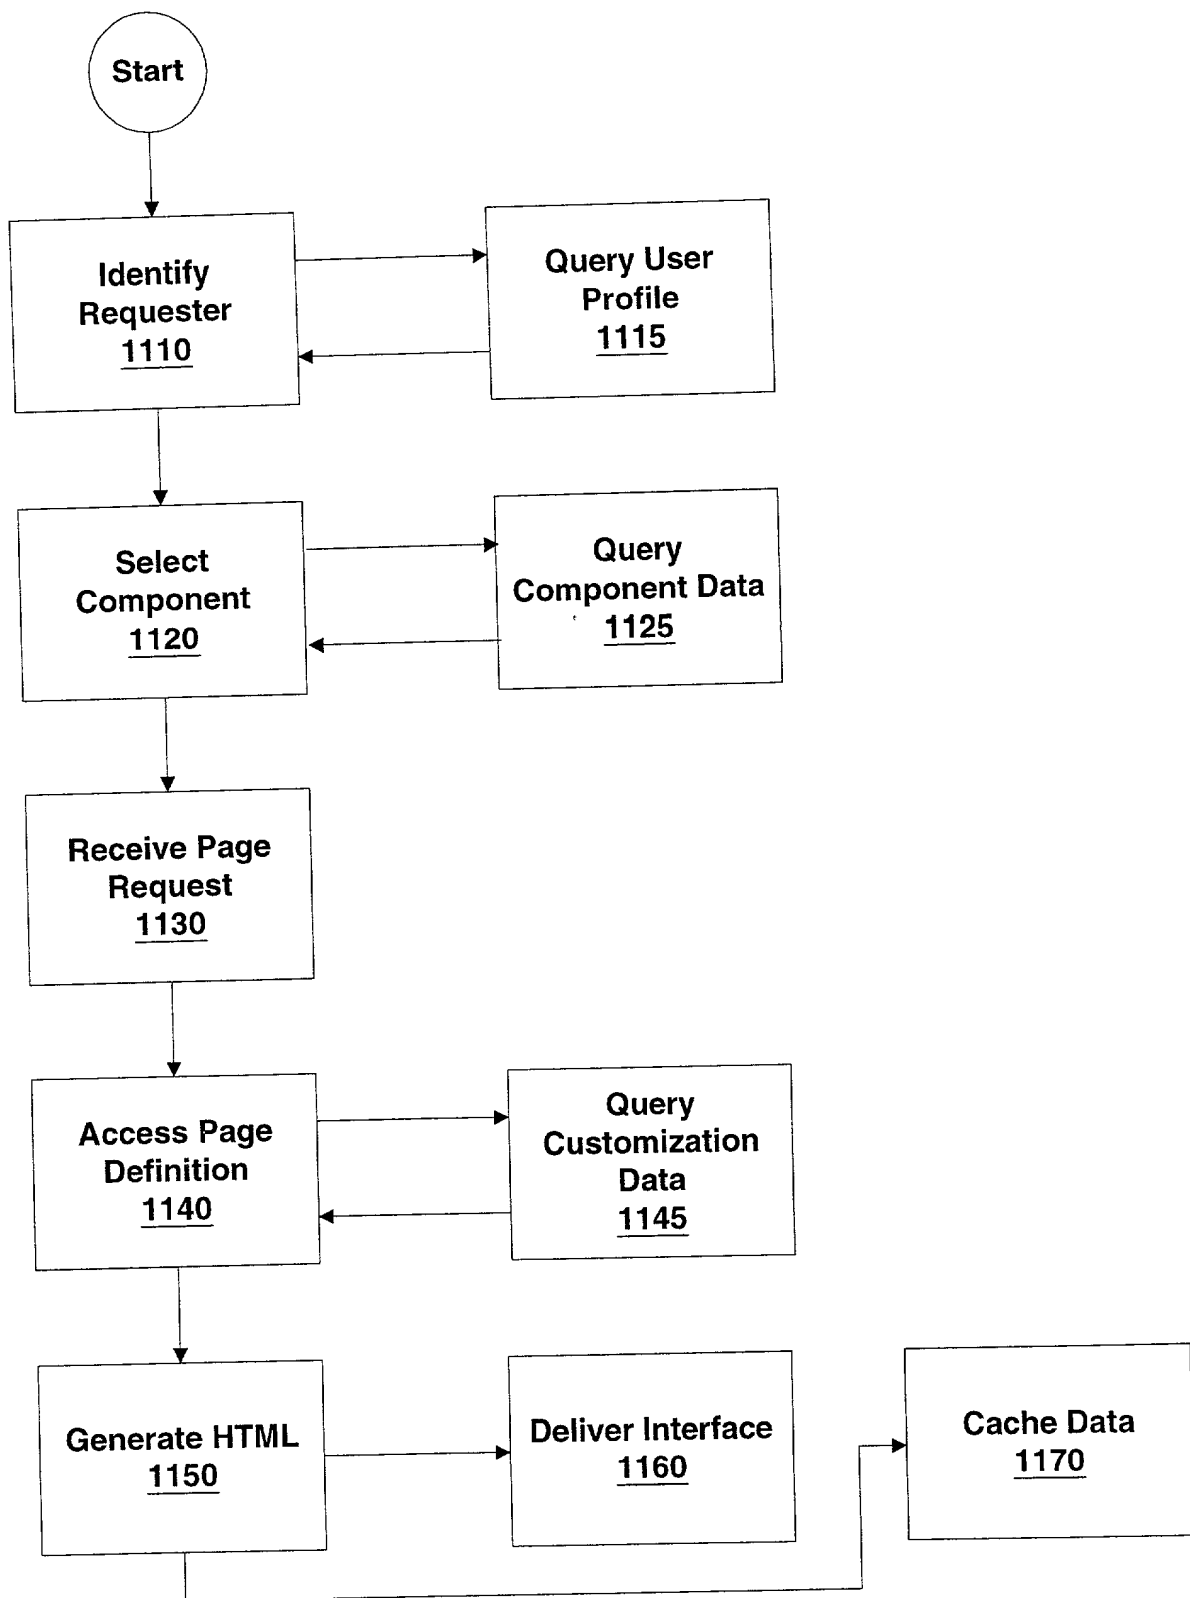 Start
Identify
Requester
1110
Query User
Profile
1115
Select
Component
1120
Query
Component Data
1125
Receive Page
Request
1130
Access Page
Definition
1140
Query
Customization
Data
1145
Generate HTML
1150
Deliver Interface
1160
Cache Data
1170